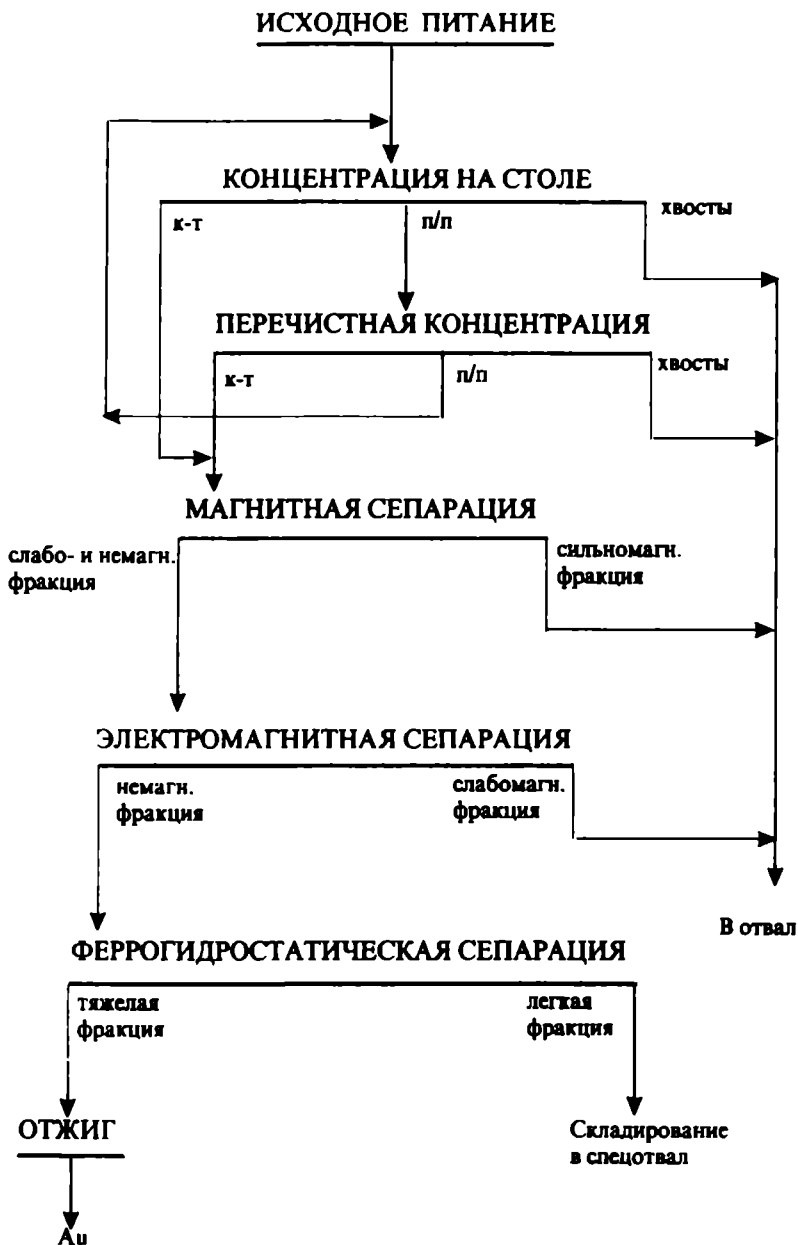 ИСХОДНОЕ ПИТАНИЕ
КОНЦЕНТРАЦИЯ НА СТОЛЕ
к-т
п/п
хвосты
ПЕРЕЧИСТНАЯ КОНЦЕНТРАЦИЯ
к-т
п/п
хвосты
МАГНИТНАЯ СЕПАРАЦИЯ
слабо- и немагн.
фракция
сильномагн.
фракция
ЭЛЕКТРОМАГНИТНАЯ СЕПАРАЦИЯ
немагн.
фракция
слабомагн.
фракция
В отвал
ФЕРРОГИДРОСТАТИЧЕСКАЯ СЕПАРАЦИЯ
тяжелая
фракция
легкая
фракция
ОТЖИГ
Складирование
в спецотвал
Au